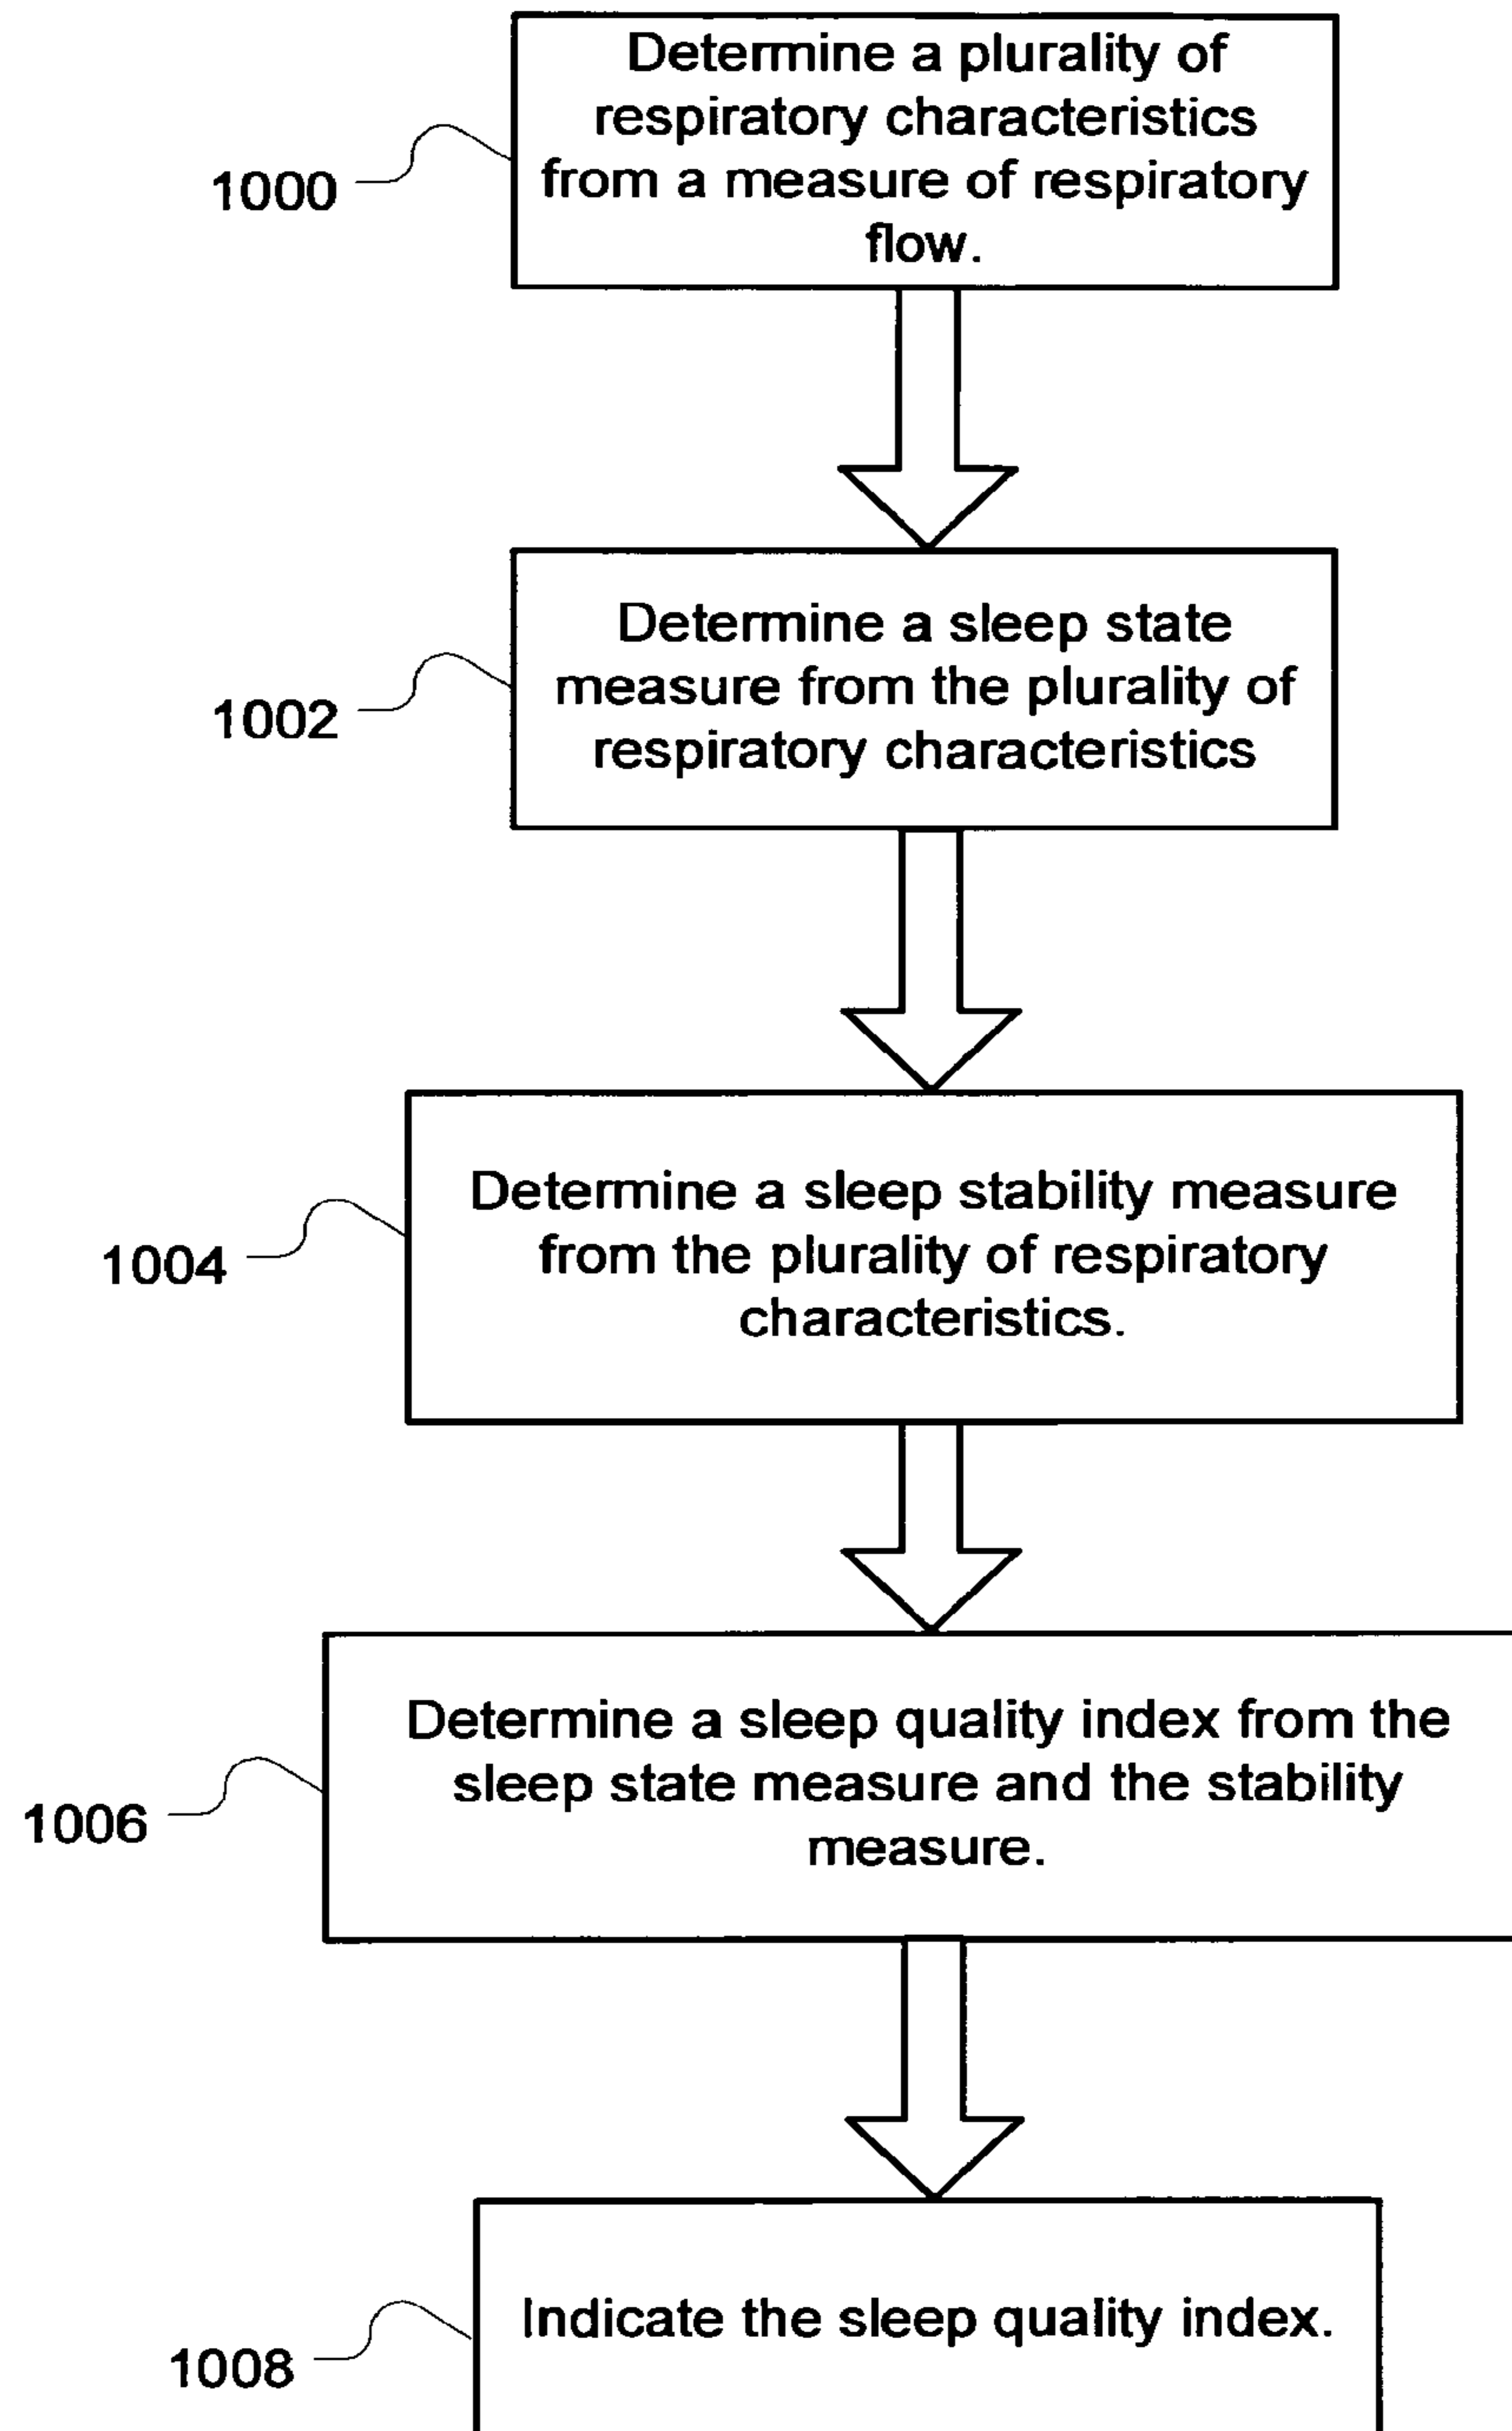 Determine a plurality of
respiratory characteristics
from a measure of respiratory
flow.
1000
Determine a sleep state
measure from the plurality of
respiratory characteristics
1002
Determine a sleep stability measure
from the plurality of respiratory
characteristics.
1004
Determine a sleep quality index from the
sleep state measure and the stability
measure.
1006
Indicate the sleep quality index.
1008